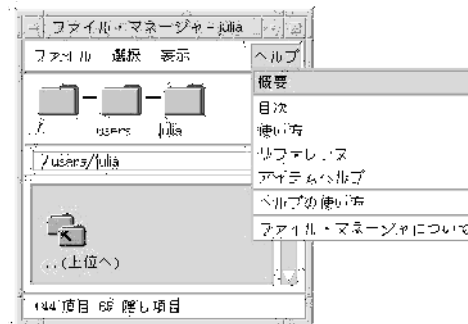 ファイル・マネージャ - julia
ファイル 選択 表示 ヘルプ
概要
目次
使い方
リファレンス
アイテムヘルプ
ヘルプの使い方
ファイル・マネージャについて
/ users julia
/users/julia
..(上位へ)
144 項目 65 隠し項目